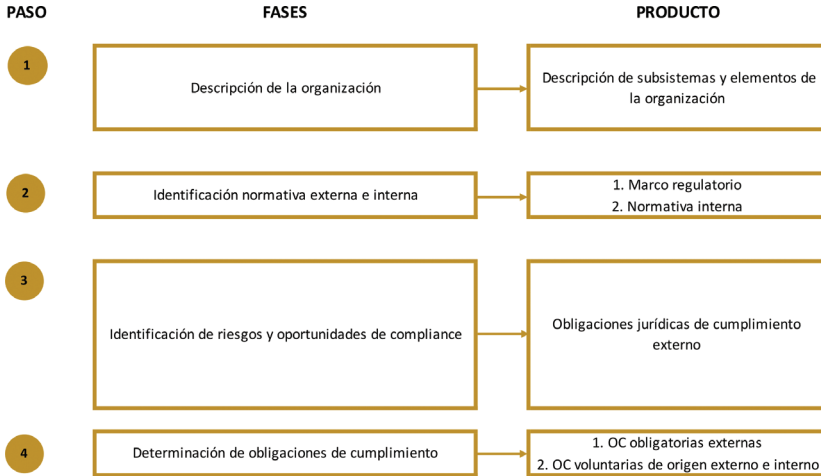 PASO FASES PRODUCTO
1
Descripción de la organización
Descripción de subsistemas y elementos de
la organización
2
Identificación normativa externa e interna
1. Marco regulatorio
2. Normativa interna
3
Identificación de riesgos y oportunidades de compliance
Obligaciones jurídicas de cumplimiento
externo
4
Determinación de obligaciones de cumplimiento
1. OC obligatorias externas
2. OC voluntarias de origen externo e interno